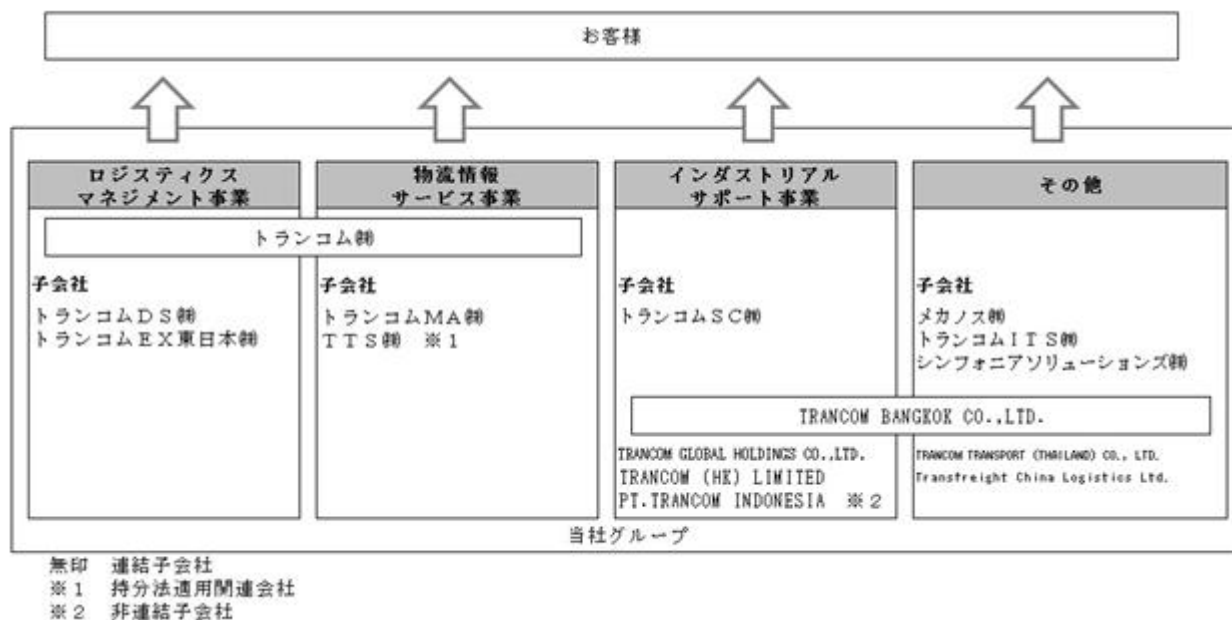 お客様
ロジスティクス
マネジメント事業
物流情報
サービス事業
インダストリアル
サポート事業
その他
トランコム㈱
子会社
トランコムＤＳ㈱
トランコムＥＸ東日本㈱
子会社
トランコムＭＡ㈱
ＴＴＳ㈱　※１
子会社
トランコムＳＣ㈱
子会社
メカノス㈱
トランコムＩＴＳ㈱
シンフォニアソリューションズ㈱
TRANCOM BANGKOK CO.,LTD.
TRANCOM GLOBAL HOLDINGS CO.,LTD.
TRANCOM (HK) LIMITED
PT.TRANCOM INDONESIA　※２
TRANCOM TRANSPORT (THAILAND) CO., LTD.
Transfreight China Logistics Ltd.
当社グループ
無印　連結子会社
※１　持分法適用関連会社
※２　非連結子会社